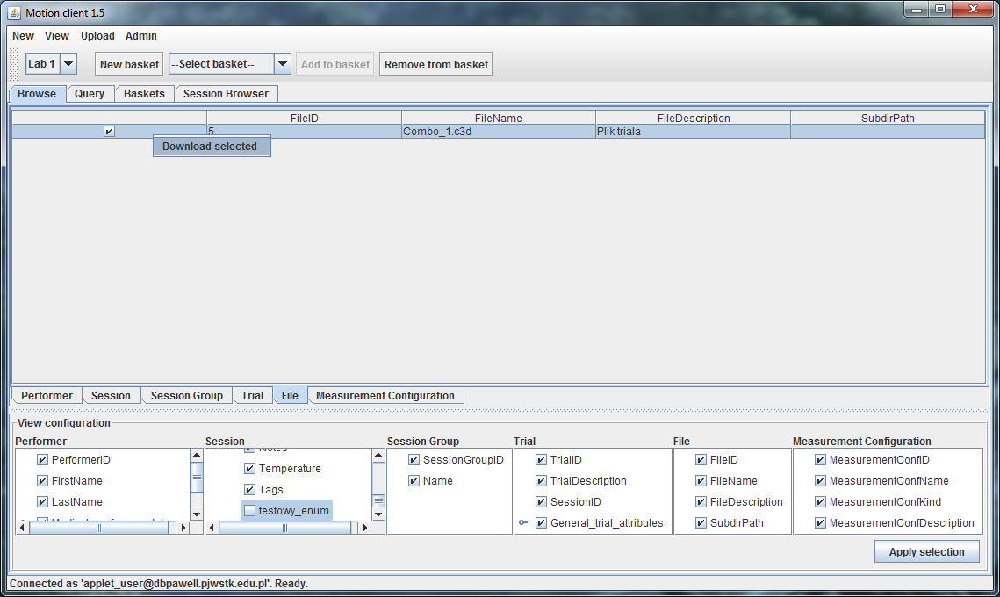 Motion client 1.5
New View Upload Admin
Lab 1 New basket --Select basket-- Add to basket Remove from basket
Browse Query Baskets Session Browser
FileID FileName FileDescription SubdirPath
5 Combo_1.c3d Plik triala
Download selected
Performer Session Session Group Trial File Measurement Configuration
View configuration
Performer Session Session Group Trial File Measurement Configuration
Notes
PerformerID SessionGroupID TrialID FileID MeasurementConfID
Temperature
FirstName Name TrialDescription FileName MeasurementConfName
Tags
LastName SessionID FileDescription MeasurementConfKind
testowy_enum
General_trial_attributes SubdirPath MeasurementConfDescription
Apply selection
Connected as 'applet_user@dbpawell.pjwstk.edu.pl'. Ready.